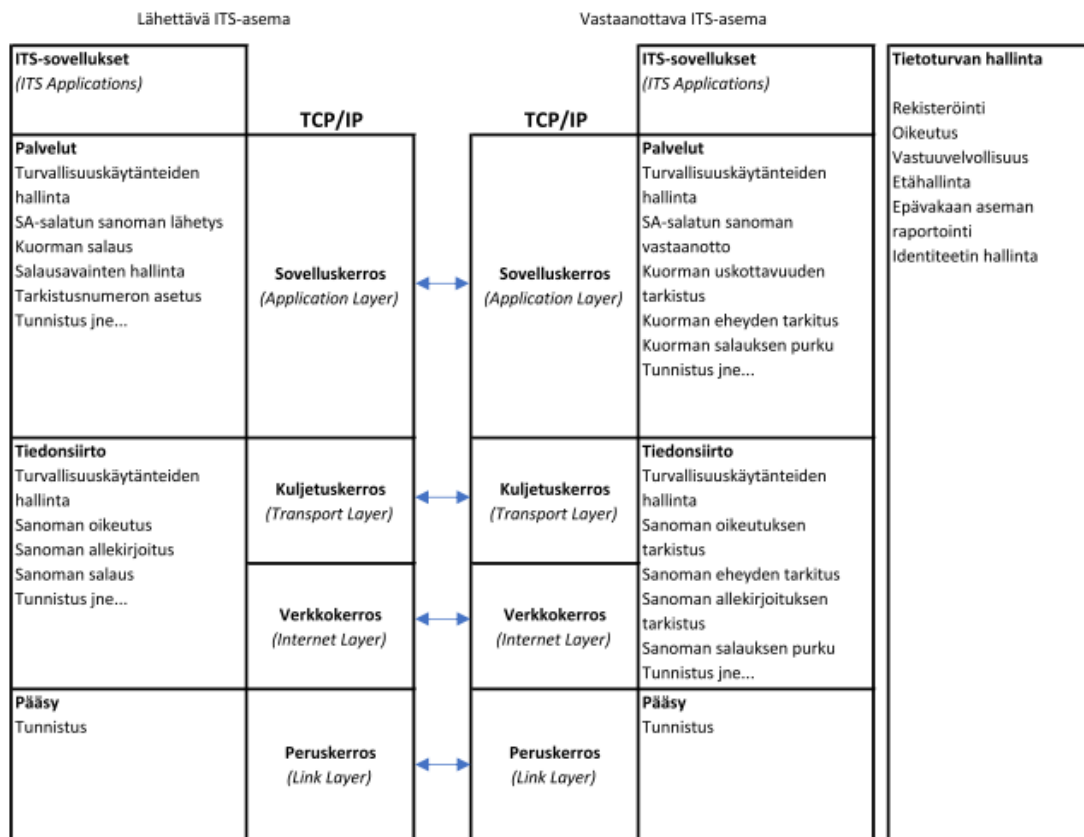 Lähettävä ITS-asema
Vastaanottava ITS-asema
ITS-sovellukset
(ITS Applications)
TCP/IP
Palvelut
Turvallisuuskäytänteiden
hallinta
SA-salatun sanoman lähetys
Kuorman salaus
Salausavainten hallinta
Tarkistusnumeron asetus
Tunnistus jne...
Sovelluskerros
(Application Layer)
Tiedonsiirto
Turvallisuuskäytänteiden
hallinta
Sanoman oikeutus
Sanoman allekirjoitus
Sanoman salaus
Tunnistus jne...
Kuljetuskerros
(Transport Layer)
Verkkokerros
(Internet Layer)
Pääsy
Tunnistus
Peruskerros
(Link Layer)
TCP/IP
Sovelluskerros
(Application Layer)
Kuljetuskerros
(Transport Layer)
Verkkokerros
(Internet Layer)
Peruskerros
(Link Layer)
ITS-sovellukset
(ITS Applications)
Palvelut
Turvallisuuskäytänteiden
hallinta
SA-salatun sanoman
vastaanotto
Kuorman uskottavuuden
tarkistus
Kuorman eheyden tarkitus
Kuorman salauksen purku
Tunnistus jne...
Tiedonsiirto
Turvallisuuskäytänteiden
hallinta
Sanoman oikeutuksen
tarkistus
Sanoman eheyden tarkitus
Sanoman allekirjoituksen
tarkistus
Sanoman salauksen purku
Tunnistus jne...
Pääsy
Tunnistus
Tietoturvan hallinta
Rekisteröinti
Oikeutus
Vastuuvelvollisuus
Etähallinta
Epävakaan aseman
raportointi
Identiteetin hallinta